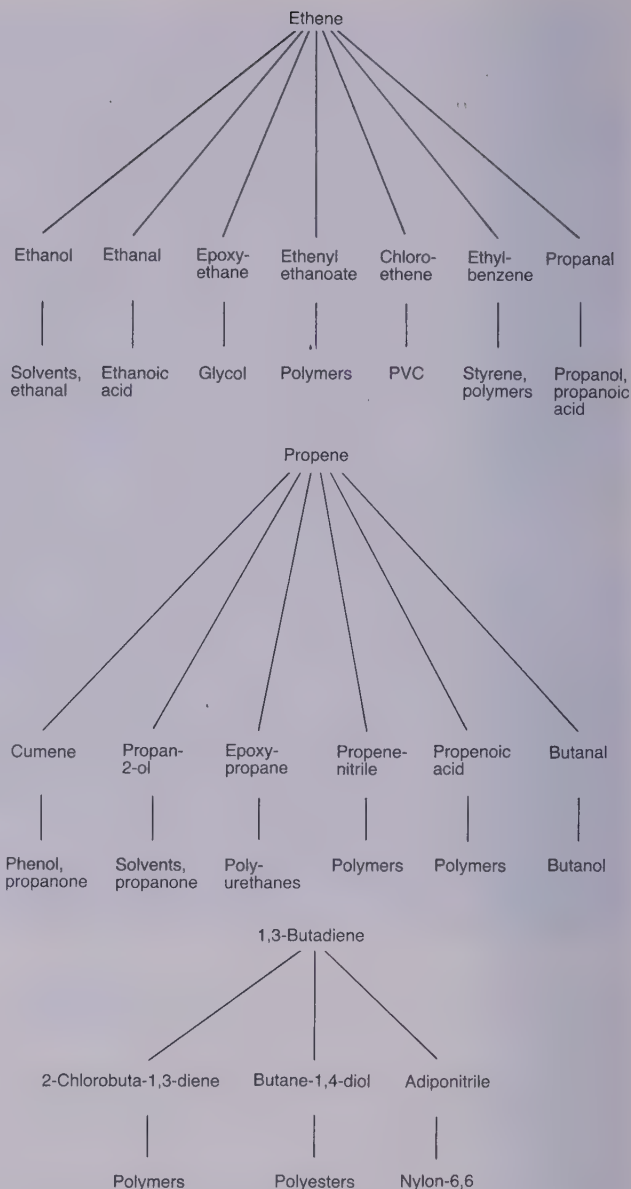 Ethene
Ethanol Ethanal Epoxy- Ethenyl Chloro- Ethyl- Propanal
ethane ethanoate ethene benzene
Solvents, Ethanoic Glycol Polymers PVC Styrene, Propanol,
ethanal acid polymers propanoic
acid
Propene
Cumene Propan- Epoxy- Propene- Propenoic Butanal
2-ol propane nitrile acid
Phenol, Solvents, Poly- Polymers Polymers Butanol
propanone propanone urethanes
1,3-Butadiene
2-Chlorobuta-1,3-diene Butane-1,4-diol Adiponitrile
Polymers Polyesters Nylon-6,6